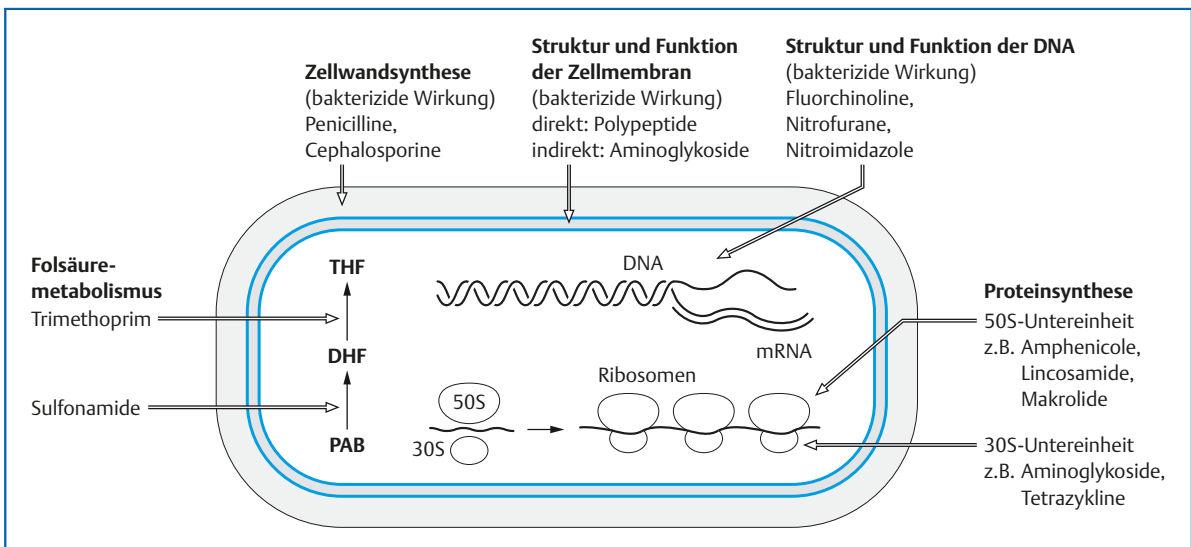 Zellwandsynthese
(bakterizide Wirkung)
Penicilline,
Cephalosporine
Struktur und Funktion
der Zellmembran
(bakterizide Wirkung)
direkt: Polypeptide
indirekt: Aminoglykoside
Struktur und Funktion der DNA
(bakterizide Wirkung)
Fluorchinoline,
Nitrofurane,
Nitroimidazole
Folsäure-
metabolismus
Trimethoprim
Sulfonamide
THF
DHF
PAB
DNA
mRNA
Ribosomen
50S
30S
Proteinsynthese
50S-Untereinheit
z.B. Amphenicole,
Lincosamide,
Makrolide
30S-Untereinheit
z.B. Aminoglykoside,
Tetrazykline